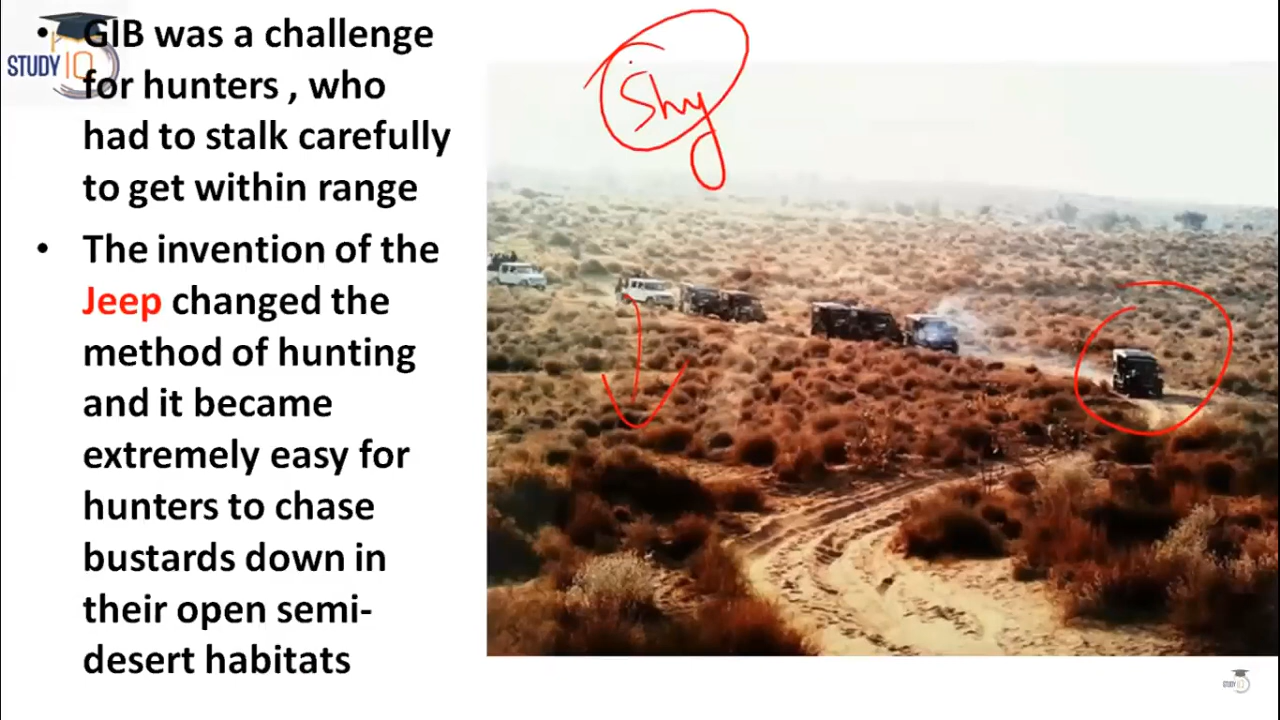 • GIB was a challenge
for hunters , who
had to stalk carefully
to get within range
• The invention of the
Jeep changed the
method of hunting
and it became
extremely easy for
hunters to chase
bustards down in
their open semi-
desert habitats
STUDY IQ
Shy
STUDY IQ